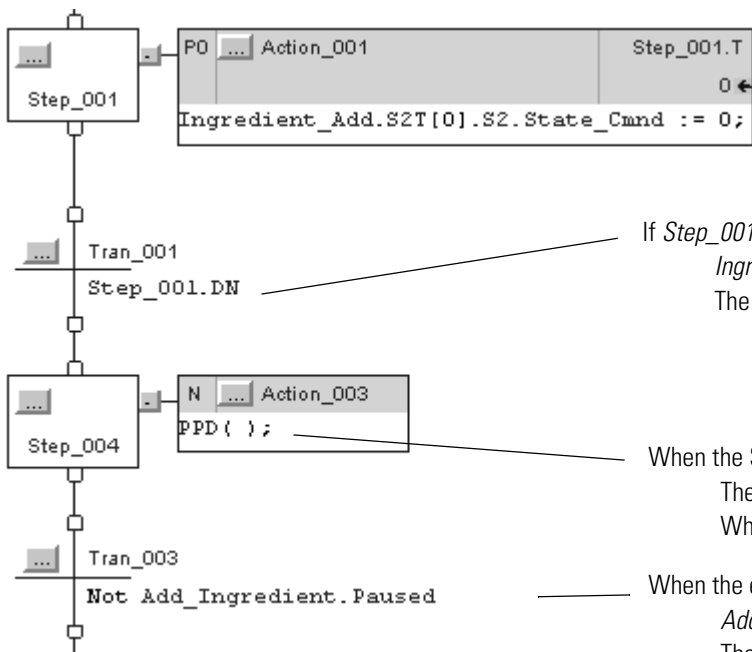 ...
Step_001
P0 ... Action_001 Step_001.T
0
Ingredient_Add.S2T[0].S2.State_Cmnd := 0;
... Tran_001
Step_001.DN
If Step_001
Ingr
The
...
Step_004
N ... Action_003
PPD( );
When the
The
Wh
... Tran_003
Not Add_Ingredient.Paused
When the
Add
The